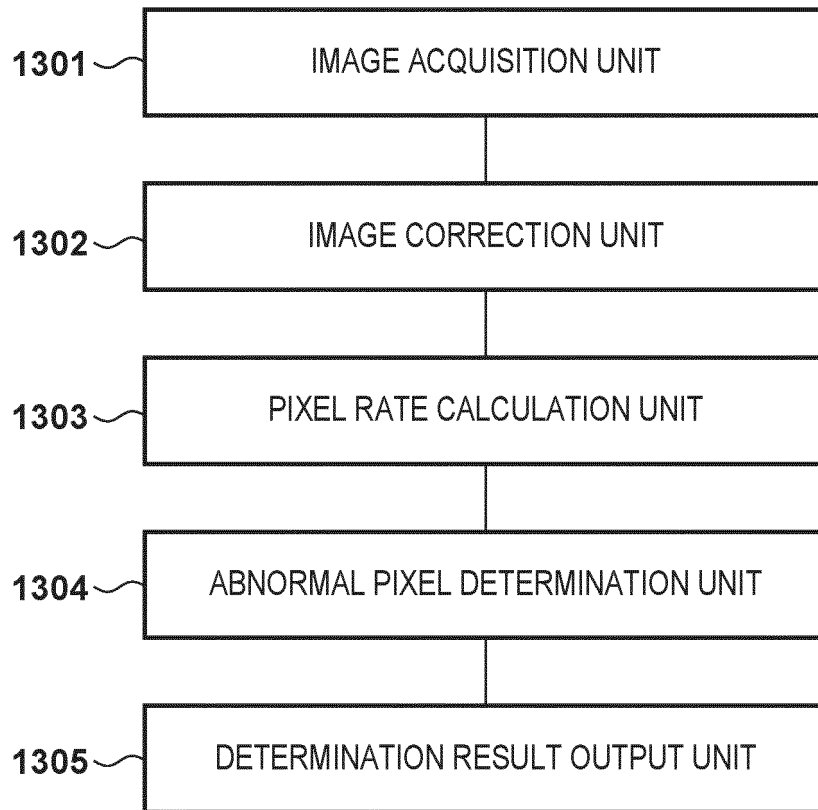 1301 IMAGE ACQUISITION UNIT
1302 IMAGE CORRECTION UNIT
1303 PIXEL RATE CALCULATION UNIT
1304 ABNORMAL PIXEL DETERMINATION UNIT
1305 DETERMINATION RESULT OUTPUT UNIT